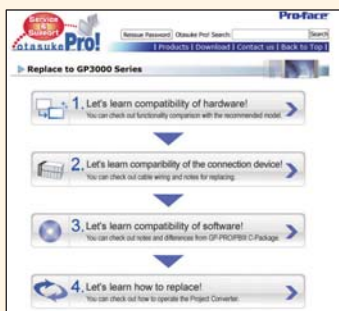 Service & Support
otasukePro!
Pro-face
Reissue Password
Otasuke Pro! Search:
Search
| Products | Download | Contact us | Back to Top |
Replace to GP3000 Series
1. Let's learn compatibility of hardware!
You can check out functionality comparison with the recommended model.
2. Let's learn comparibility of the connection device!
You can check out cable wiring and notes for replacing.
3. Let's learn compatibility of software!
You can check out notes and differences from GP-PRO/PBIII C-Package.
4. Let's learn how to replace!
You can check out how to operate the Project Converter.